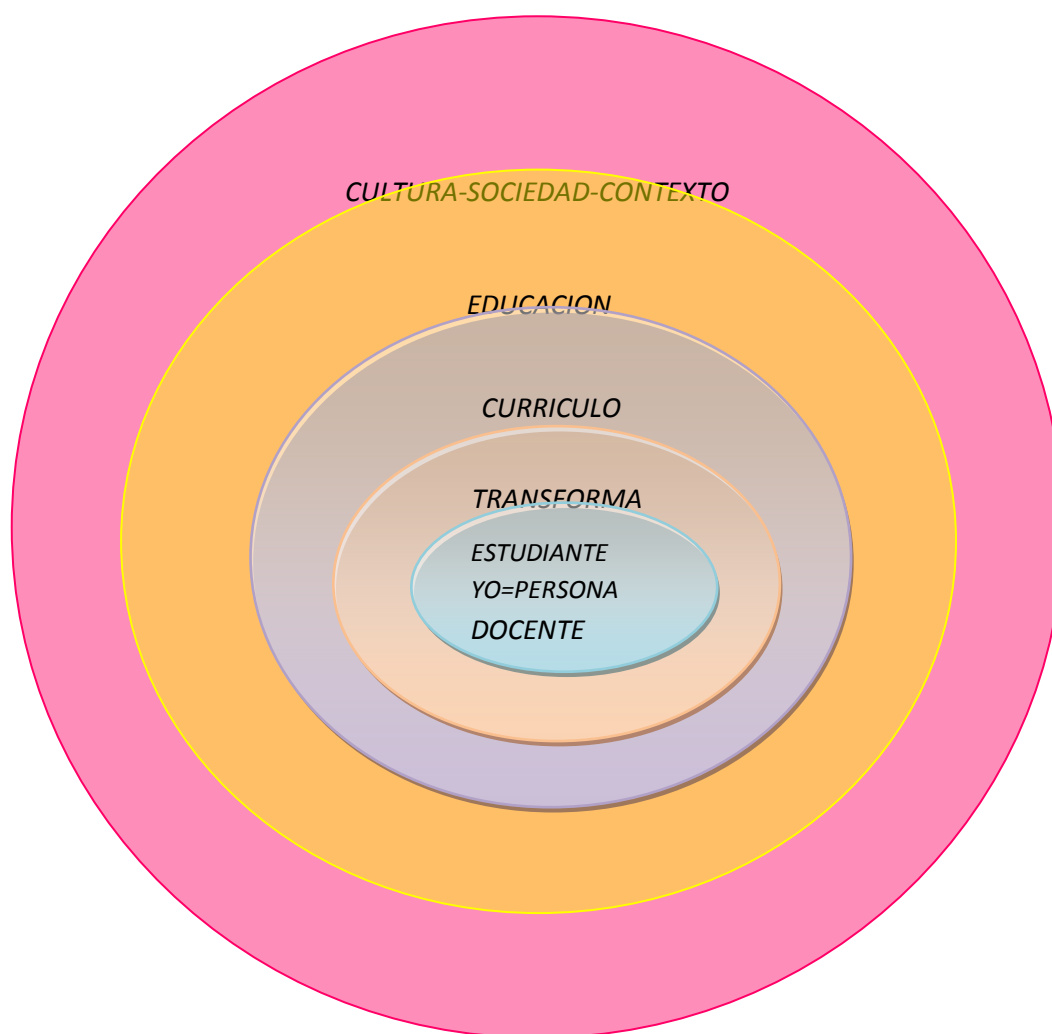 CULTURA-SOCIEDAD-CONTEXTO
EDUCACION
CURRICULO
TRANSFORMA
ESTUDIANTE
YO=PERSONA
DOCENTE